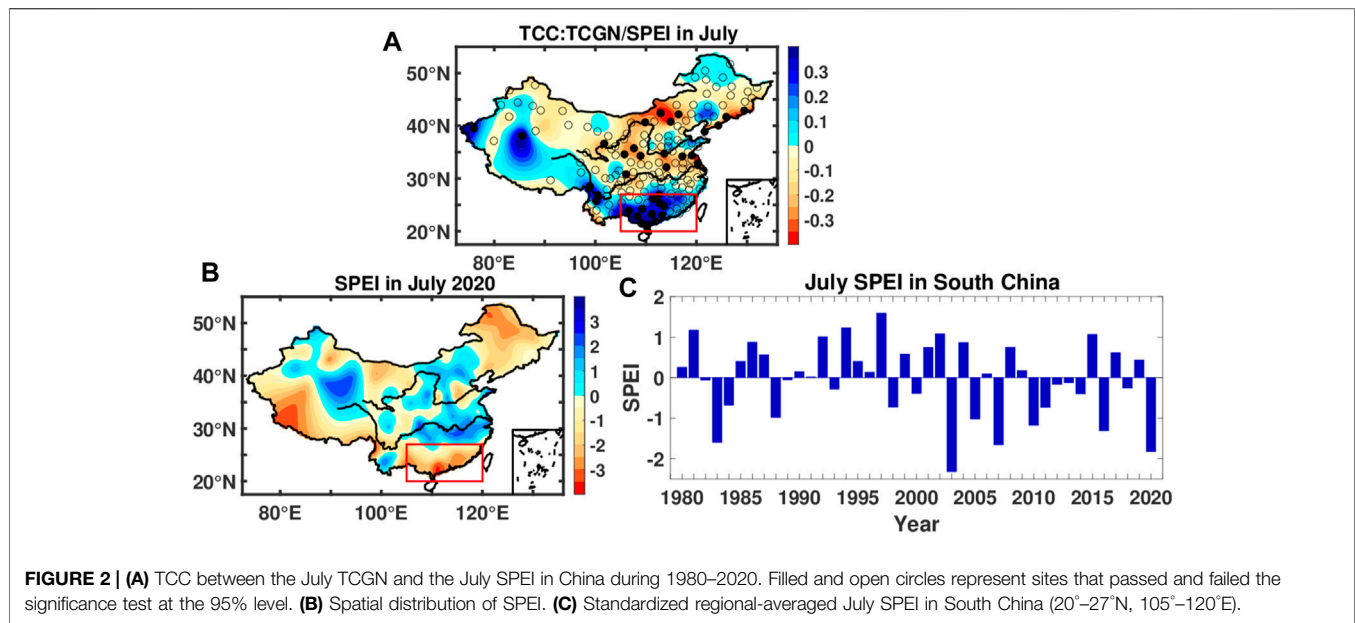 A
TCC:TCGN/SPEI in July
50°N
40°N
30°N
20°N
80°E 100°E 120°E
0.3
0.2
0.1
0
-0.1
-0.2
-0.3
B
SPEI in July 2020
50°N
40°N
30°N
20°N
80°E 100°E 120°E
3
2
1
0
-1
-2
-3
C
July SPEI in South China
SPEI
2
1
0
-1
-2
1980 1985 1990 1995 2000 2005 2010 2015 2020
Year
FIGURE 2 | (A) TCC between the July TCGN and the July SPEI in China during 1980–2020. Filled and open circles represent sites that passed and failed the
significance test at the 95% level. (B) Spatial distribution of SPEI. (C) Standardized regional-averaged July SPEI in South China (20°–27°N, 105°–120°E).